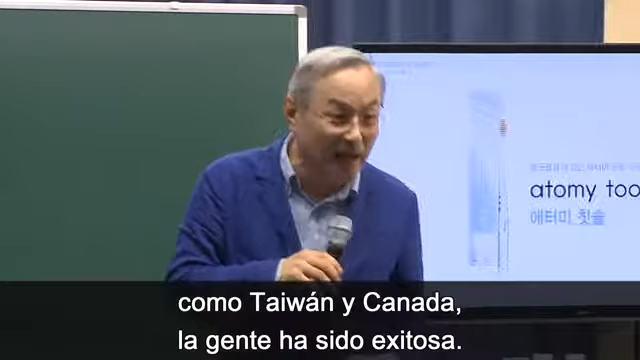 atomy too
애터미 칫솔
como Taiwán y Canada,
la gente ha sido exitosa.